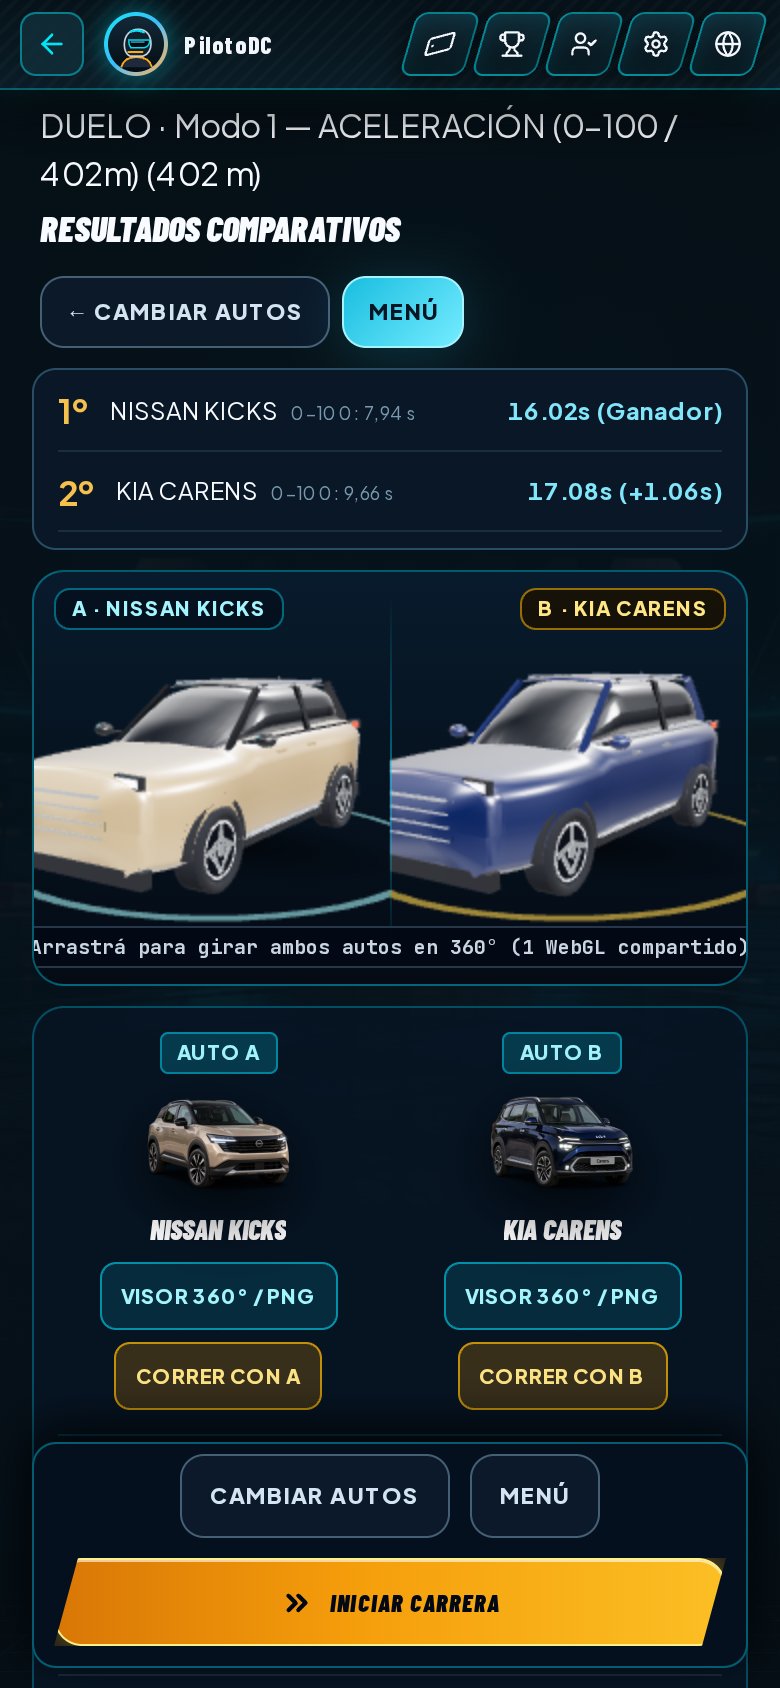 PilotoDC
DUELO · Modo 1 — ACELERACIÓN (0–100 /
402m) (402 m)
RESULTADOS COMPARATIVOS
← CAMBIAR AUTOS
MENÚ
1º NISSAN KICKS 0–100: 7,94 s 16.02s (Ganador)
2º KIA CARENS 0–100: 9,66 s 17.08s (+1.06s)
A · NISSAN KICKS
B · KIA CARENS
Arrastrá para girar ambos autos en 360° (1 WebGL compartido)
AUTO A
AUTO B
NISSAN KICKS
KIA CARENS
VISOR 360° / PNG
VISOR 360° / PNG
CORRER CON A
CORRER CON B
CAMBIAR AUTOS
MENÚ
INICIAR CARRERA